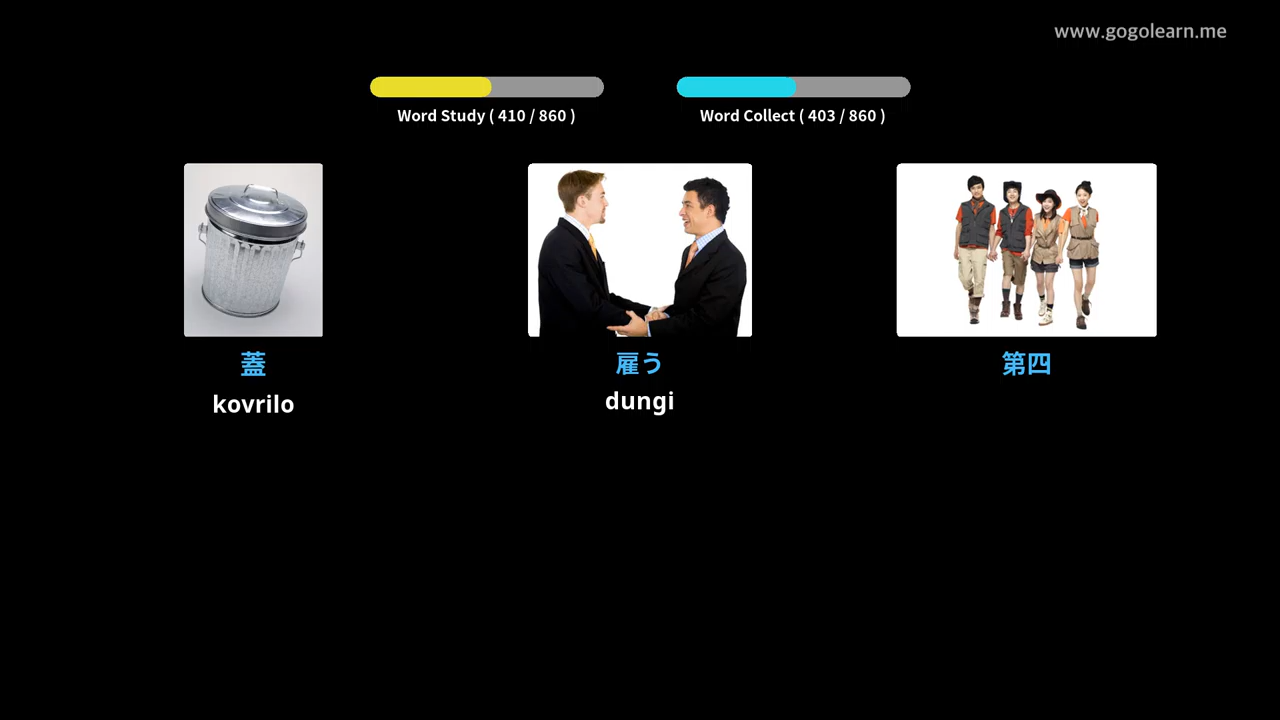 www.gogolearn.me
Word Study ( 410 / 860 )
Word Collect ( 403 / 860 )
蓋
kovrilo
雇う
dungi
第四